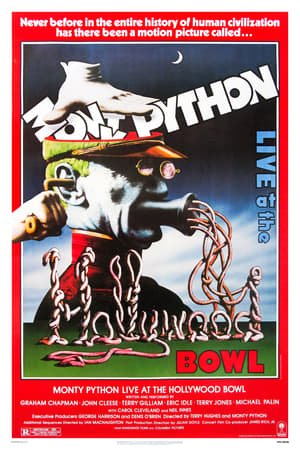 Never before in the entire history of human civilization
has there been a motion picture called...
MONTY PYTHON
LIVE at the
Hollywood
BOWL
MONTY PYTHON LIVE AT THE HOLLYWOOD BOWL
WRITTEN AND PERFORMED BY
GRAHAM CHAPMAN · JOHN CLEESE · TERRY GILLIAM · ERIC IDLE · TERRY JONES · MICHAEL PALIN
WITH CAROL CLEVELAND AND NEIL INNES
Executive Producers GEORGE HARRISON and DENIS O'BRIEN · Directed by TERRY HUGHES and MONTY PYTHON
R